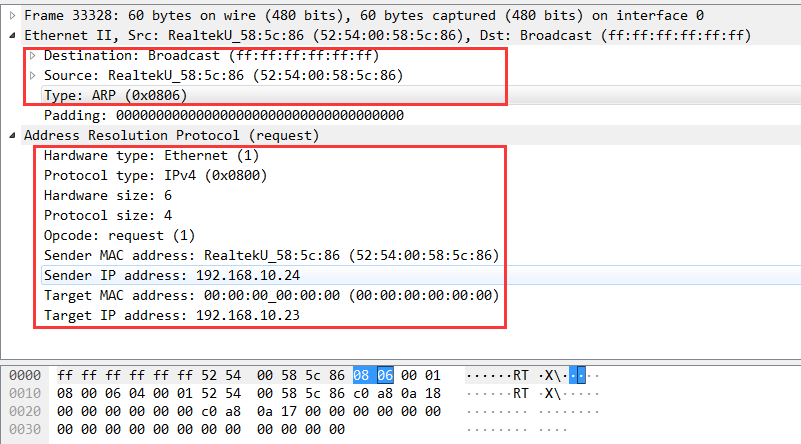 Frame 33328: 60 bytes on wire (480 bits), 60 bytes captured (480 bits) on interface 0
Ethernet II, Src: RealtekU_58:5c:86 (52:54:00:58:5c:86), Dst: Broadcast (ff:ff:ff:ff:ff:ff)
Destination: Broadcast (ff:ff:ff:ff:ff:ff)
Source: RealtekU_58:5c:86 (52:54:00:58:5c:86)
Type: ARP (0x0806)
Padding: 000000000000000000000000000000000000
Address Resolution Protocol (request)
Hardware type: Ethernet (1)
Protocol type: IPv4 (0x0800)
Hardware size: 6
Protocol size: 4
Opcode: request (1)
Sender MAC address: RealtekU_58:5c:86 (52:54:00:58:5c:86)
Sender IP address: 192.168.10.24
Target MAC address: 00:00:00_00:00:00 (00:00:00:00:00:00)
Target IP address: 192.168.10.23
0000 ff ff ff ff ff ff 52 54 00 58 5c 86 08 06 00 01 ······RT ·X\·····
0010 08 00 06 04 00 01 52 54 00 58 5c 86 c0 a8 0a 18 ······RT ·X\·····
0020 00 00 00 00 00 00 c0 a8 0a 17 00 00 00 00 00 00 ········ ········
0030 00 00 00 00 00 00 00 00 00 00 00 00 ········ ····